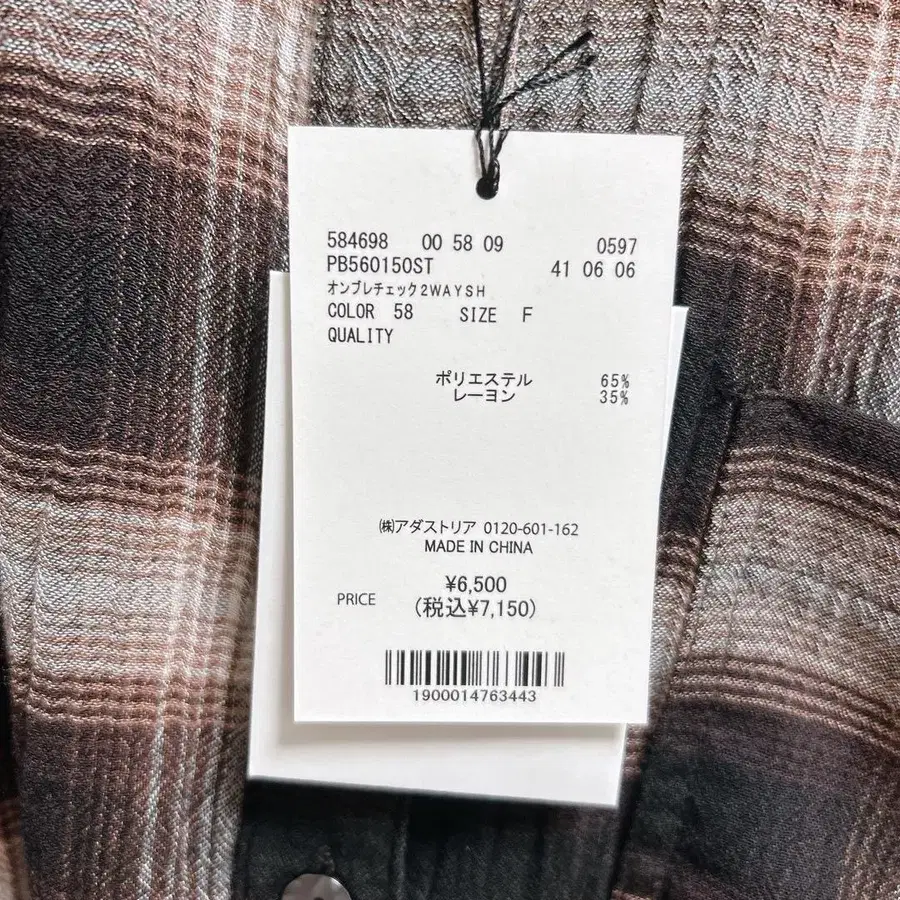 584698 00 58 09 0597
PB560150ST 41 06 06
オンブレチェック2WAYSH
COLOR 58 SIZE F
QUALITY
ポリエステル 65%
レーヨン 35%
㈱アダストリア 0120-601-162
MADE IN CHINA
PRICE ¥6,500
(税込¥7,150)
1900014763443